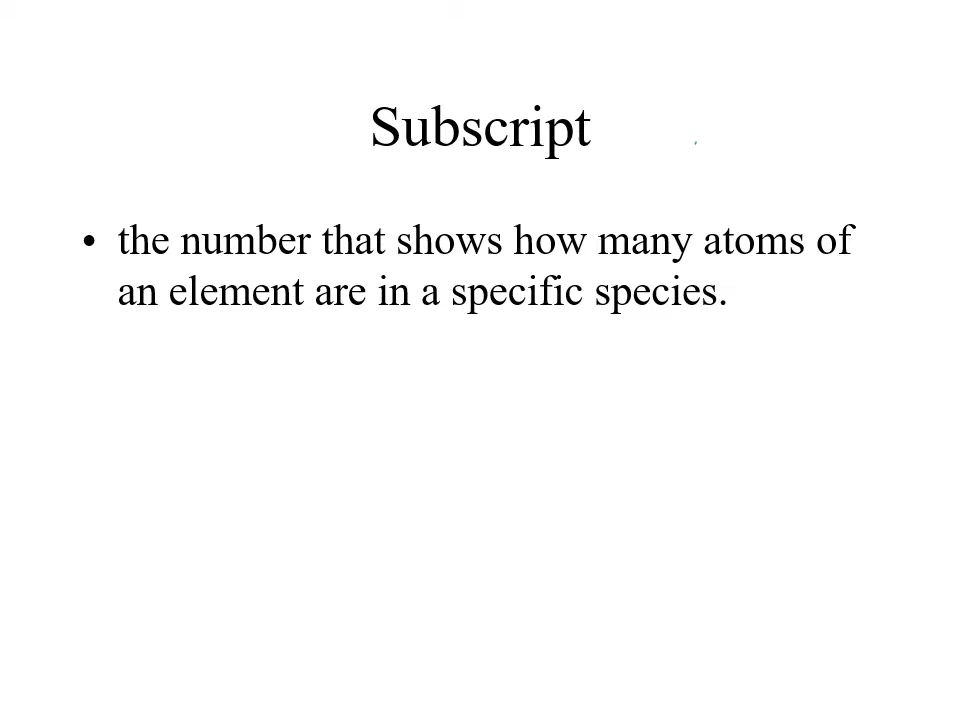 Subscript
• the number that shows how many atoms of
an element are in a specific species.